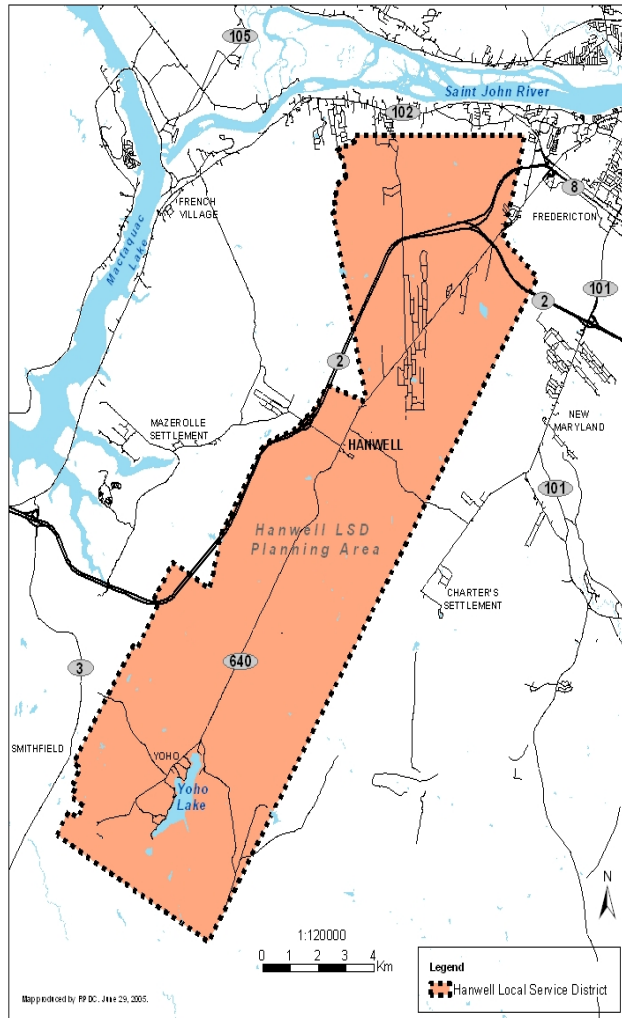 105
Saint John River
102
8
FREDERICTON
FRENCH
VILLAGE
Mactaquac
Lake
101
2
2
MAZEROLLE
SETTLEMENT
HANWELL
NEW
MARYLAND
101
Hanwell LSD
Planning Area
CHARTER'S
SETTLEMENT
640
3
SMITHFIELD
YOHO
Yoho
Lake
N
1:120000
0 1 2 3 4
Km
Legend
Hanwell Local Service District
Map produced by RPDC. June 29, 2005.